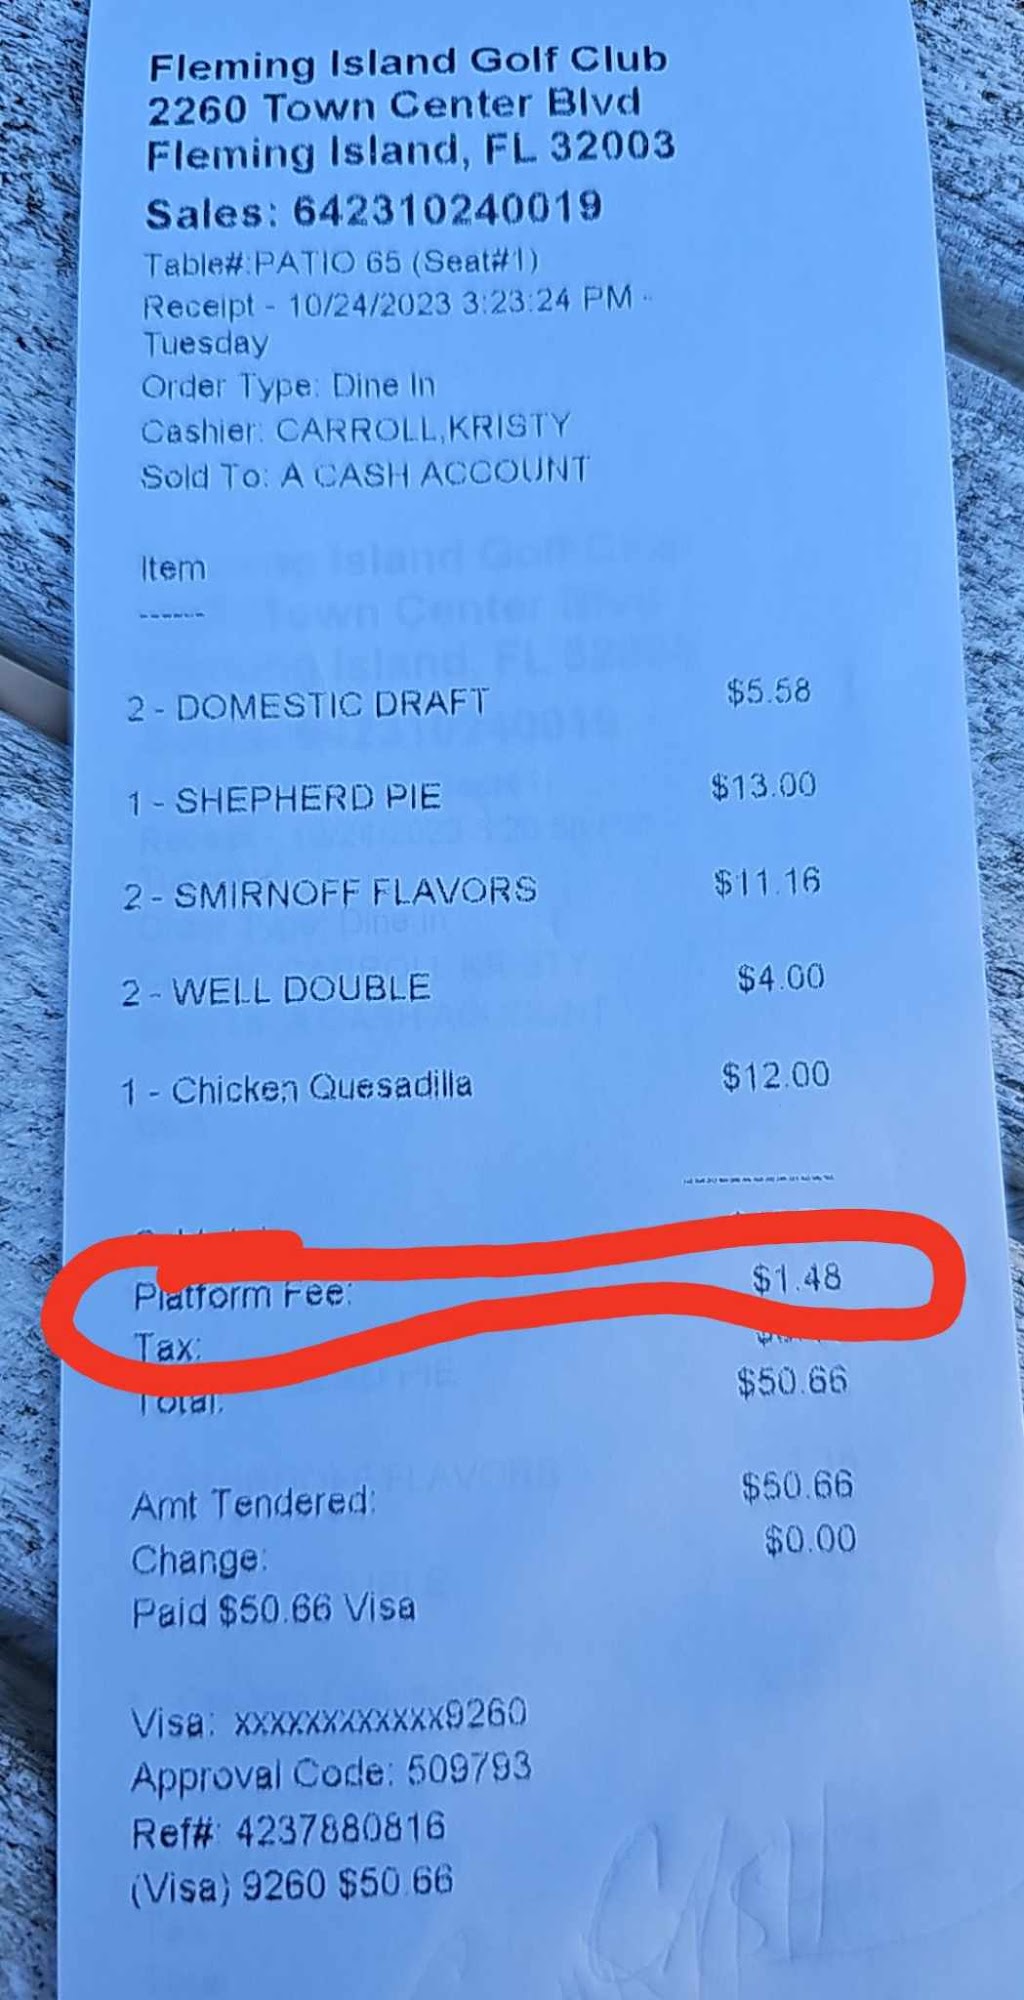 Fleming Island Golf Club
2260 Town Center Blvd
Fleming Island, FL 32003
Sales: 642310240019
Table#:PATIO 65 (Seat#1)
Receipt - 10/24/2023 3:23:24 PM -
Tuesday
Order Type: Dine In
Cashier: CARROLL,KRISTY
Sold To: A CASH ACCOUNT
Item
------
2 - DOMESTIC DRAFT $5.58
1 - SHEPHERD PIE $13.00
2 - SMIRNOFF FLAVORS $11.16
2 - WELL DOUBLE $4.00
1 - Chicken Quesadilla $12.00
Platform Fee: $1.48
Tax:
Total: $50.66
Amt Tendered: $50.66
Change: $0.00
Paid $50.66 Visa
Visa: xxxxxxxxxxxx9260
Approval Code: 509793
Ref#: 4237880816
(Visa) 9260 $50.66